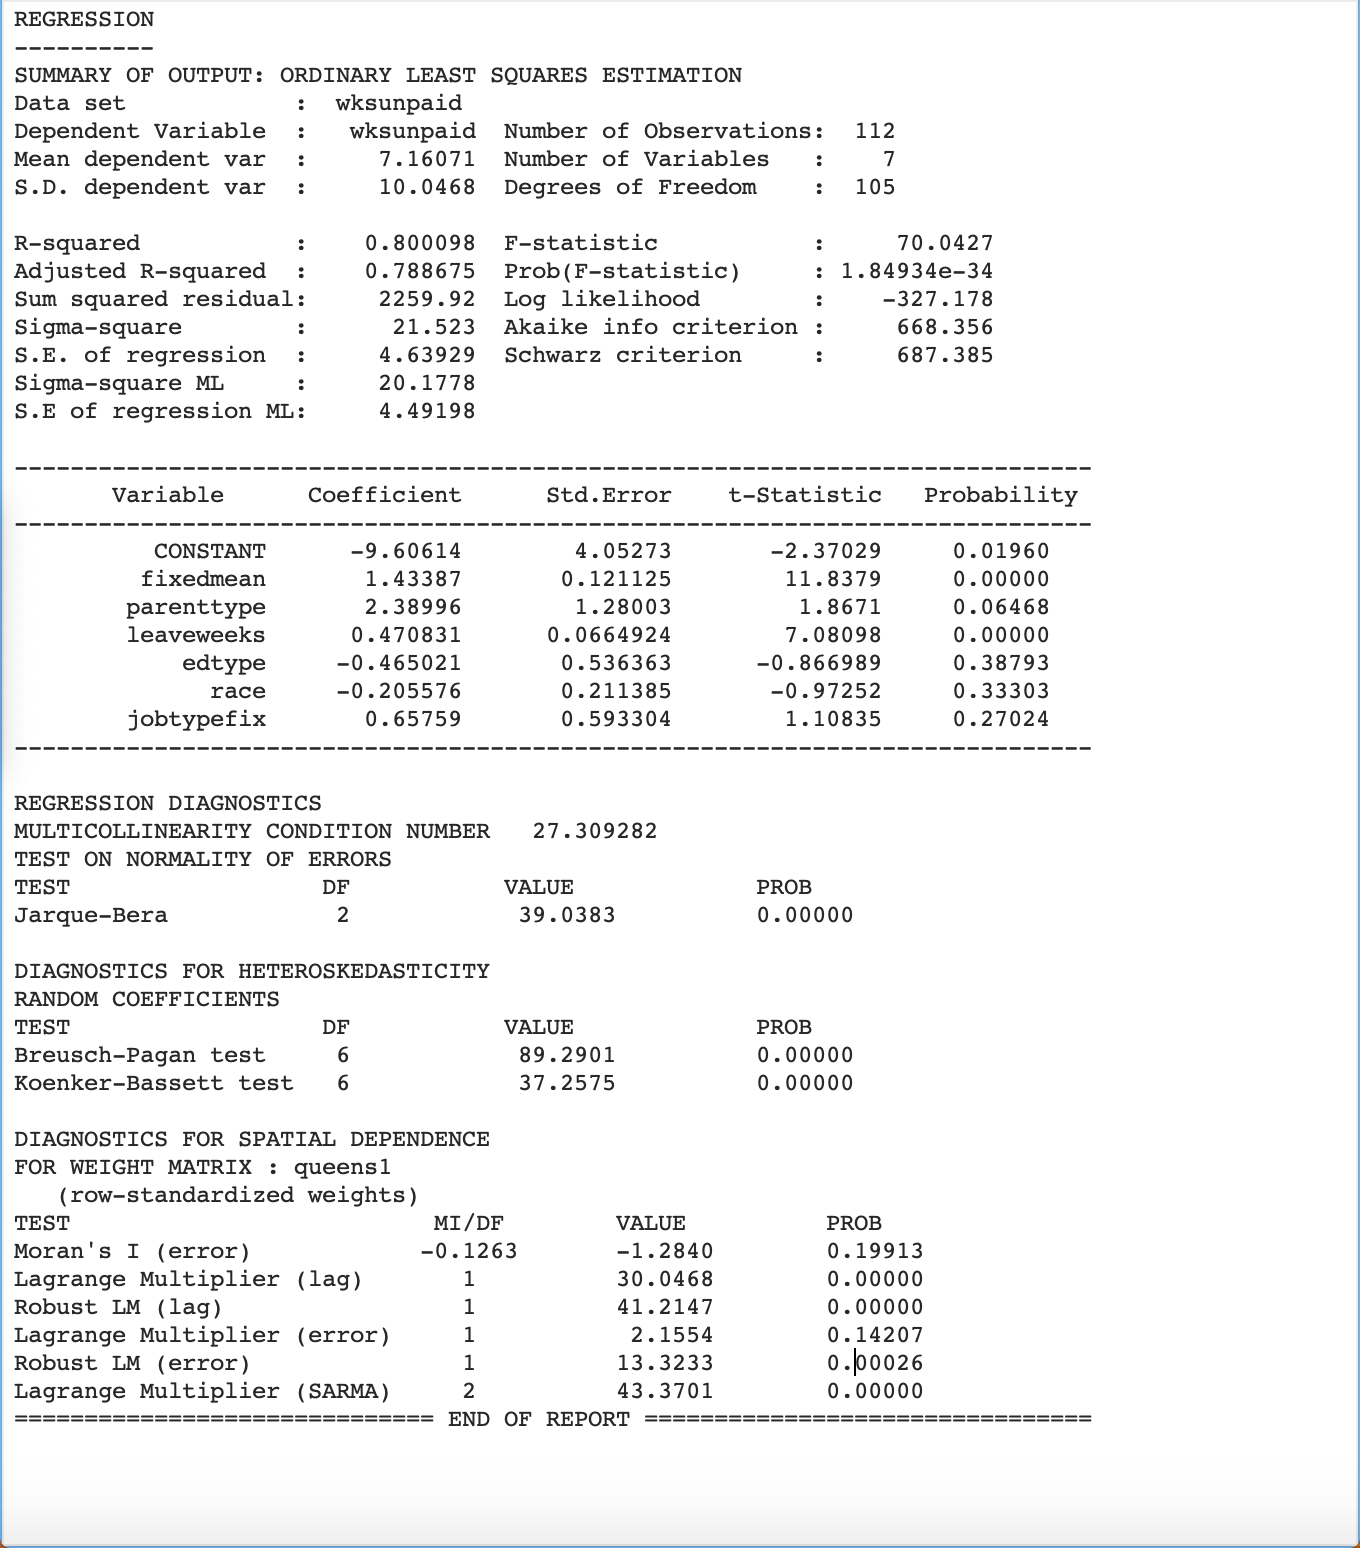 REGRESSION
----------
SUMMARY OF OUTPUT: ORDINARY LEAST SQUARES ESTIMATION
Data set            :  wksunpaid
Dependent Variable  :   wksunpaid  Number of Observations:  112
Mean dependent var  :     7.16071  Number of Variables   :    7
S.D. dependent var  :     10.0468  Degrees of Freedom    :  105

R-squared           :    0.800098  F-statistic           :     70.0427
Adjusted R-squared  :    0.788675  Prob(F-statistic)     : 1.84934e-34
Sum squared residual:     2259.92  Log likelihood        :    -327.178
Sigma-square        :      21.523  Akaike info criterion :     668.356
S.E. of regression  :     4.63929  Schwarz criterion     :     687.385
Sigma-square ML     :     20.1778
S.E of regression ML:     4.49198

-----------------------------------------------------------------------------
       Variable      Coefficient      Std.Error    t-Statistic   Probability
-----------------------------------------------------------------------------
          CONSTANT      -9.60614        4.05273       -2.37029     0.01960
         fixedmean       1.43387       0.121125        11.8379     0.00000
        parenttype       2.38996        1.28003         1.8671     0.06468
        leaveweeks      0.470831      0.0664924        7.08098     0.00000
            edtype     -0.465021       0.536363      -0.866989     0.38793
              race     -0.205576       0.211385       -0.97252     0.33303
        jobtypefix       0.65759       0.593304        1.10835     0.27024
-----------------------------------------------------------------------------

REGRESSION DIAGNOSTICS
MULTICOLLINEARITY CONDITION NUMBER   27.309282
TEST ON NORMALITY OF ERRORS
TEST                  DF           VALUE             PROB
Jarque-Bera            2            39.0383          0.00000

DIAGNOSTICS FOR HETEROSKEDASTICITY
RANDOM COEFFICIENTS
TEST                  DF           VALUE             PROB
Breusch-Pagan test     6            89.2901          0.00000
Koenker-Bassett test   6            37.2575          0.00000

DIAGNOSTICS FOR SPATIAL DEPENDENCE
FOR WEIGHT MATRIX : queens1
   (row-standardized weights)
TEST                          MI/DF        VALUE          PROB
Moran's I (error)            -0.1263       -1.2840        0.19913
Lagrange Multiplier (lag)       1          30.0468        0.00000
Robust LM (lag)                 1          41.2147        0.00000
Lagrange Multiplier (error)     1           2.1554        0.14207
Robust LM (error)               1          13.3233        0.00026
Lagrange Multiplier (SARMA)     2          43.3701        0.00000
============================== END OF REPORT ================================